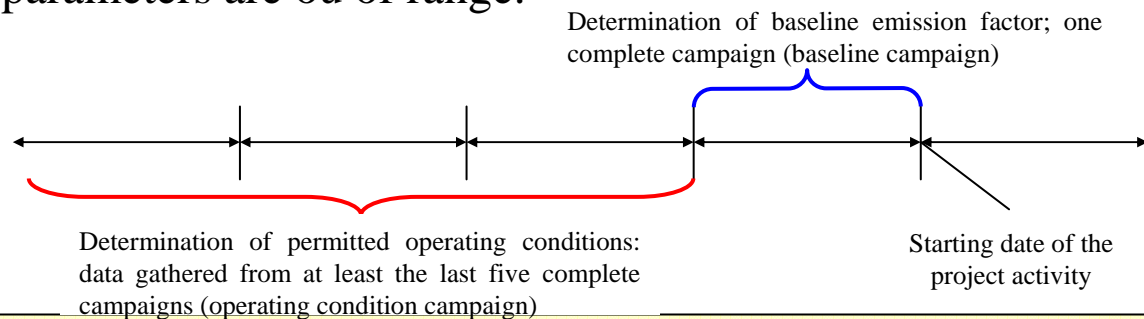 parameters are ou of range.
Determination of baseline emission factor; one
complete campaign (baseline campaign)
Determination of permitted operating conditions:
data gathered from at least the last five complete
campaigns (operating condition campaign)
Starting date of the
project activity